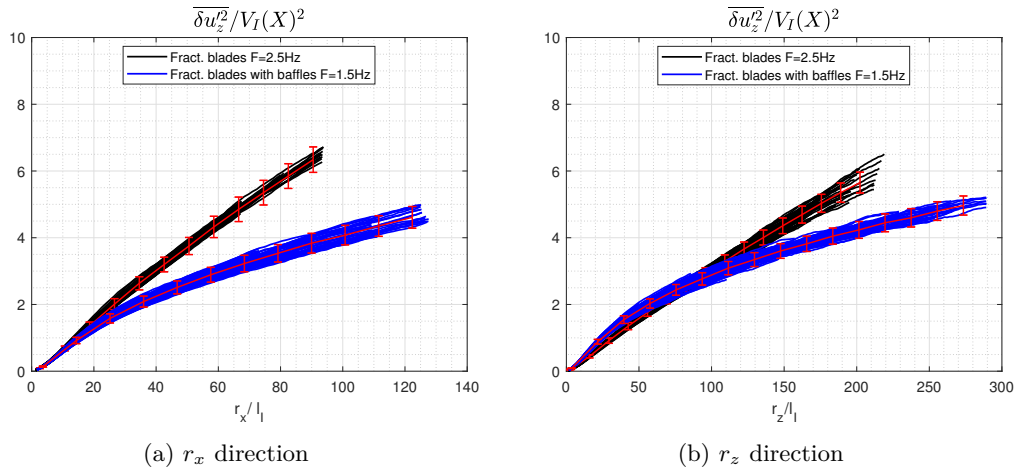 $\overline{\delta u_z'^2}/V_I(X)^2$
10
8
6
4
2
0
Fract. blades F=2.5Hz
Fract. blades with baffles F=1.5Hz
0 20 40 60 80 100 120 140
r_x/ l_I
(a) r_x direction
$\overline{\delta u_z'^2}/V_I(X)^2$
10
8
6
4
2
0
Fract. blades F=2.5Hz
Fract. blades with baffles F=1.5Hz
0 50 100 150 200 250 300
r_z/l_I
(b) r_z direction